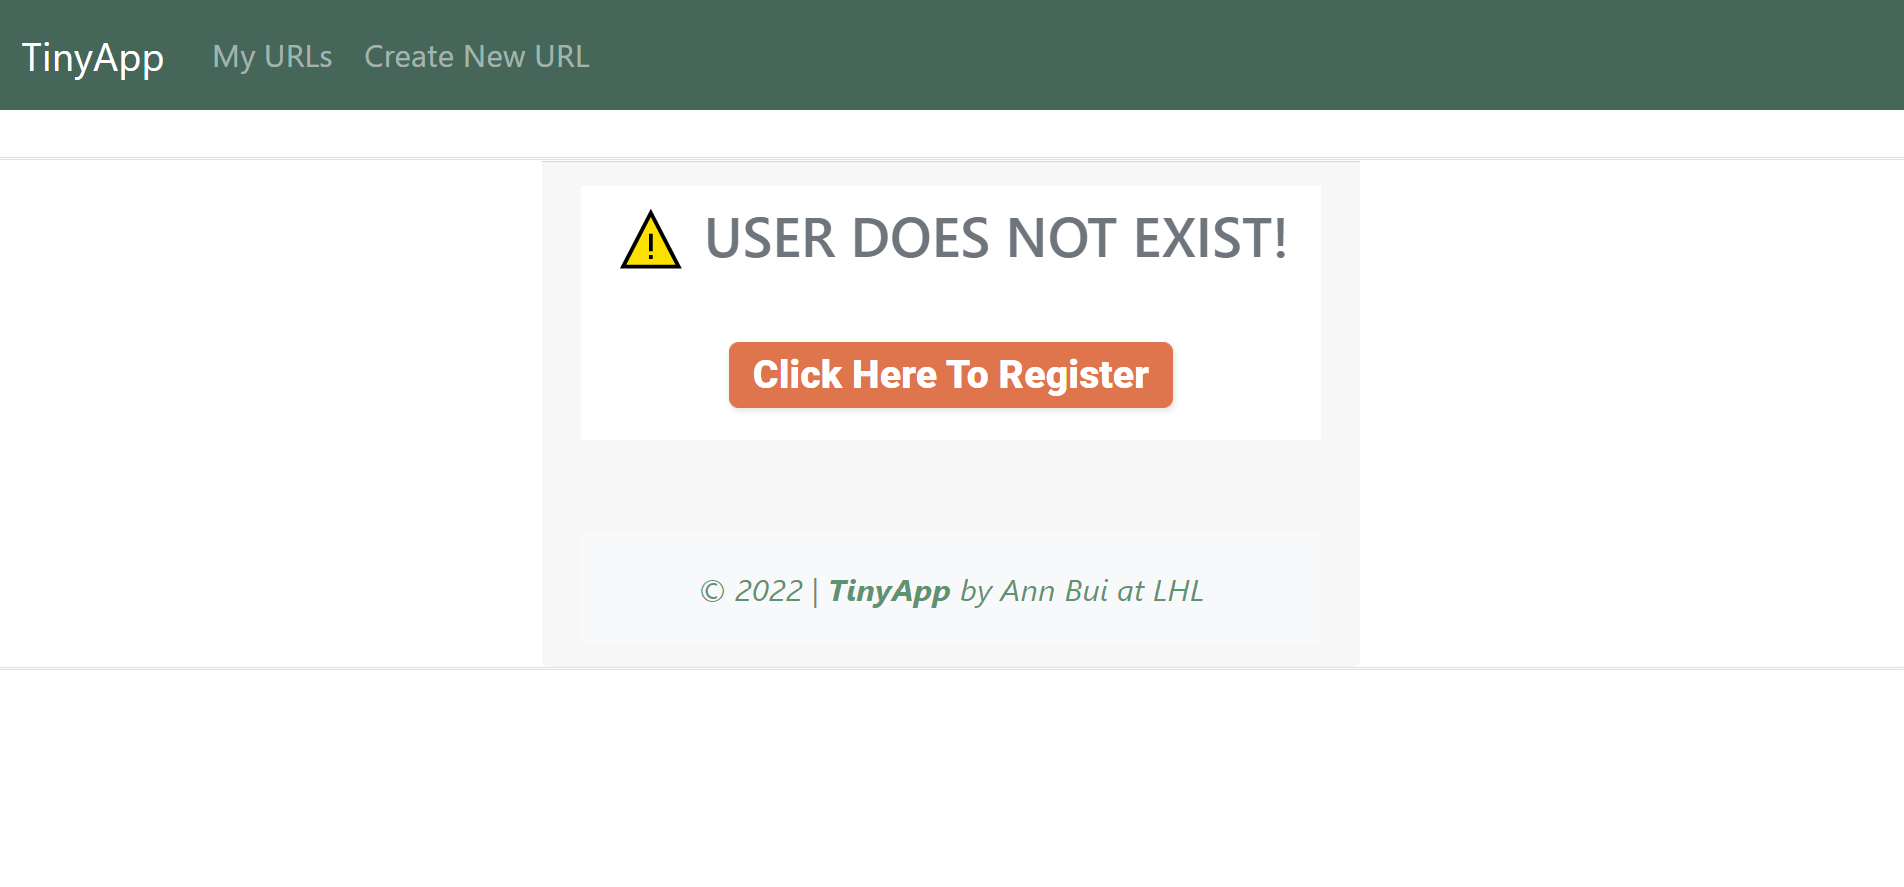 TinyApp My URLs Create New URL
⚠ USER DOES NOT EXIST!
Click Here To Register
© 2022 | TinyApp by Ann Bui at LHL